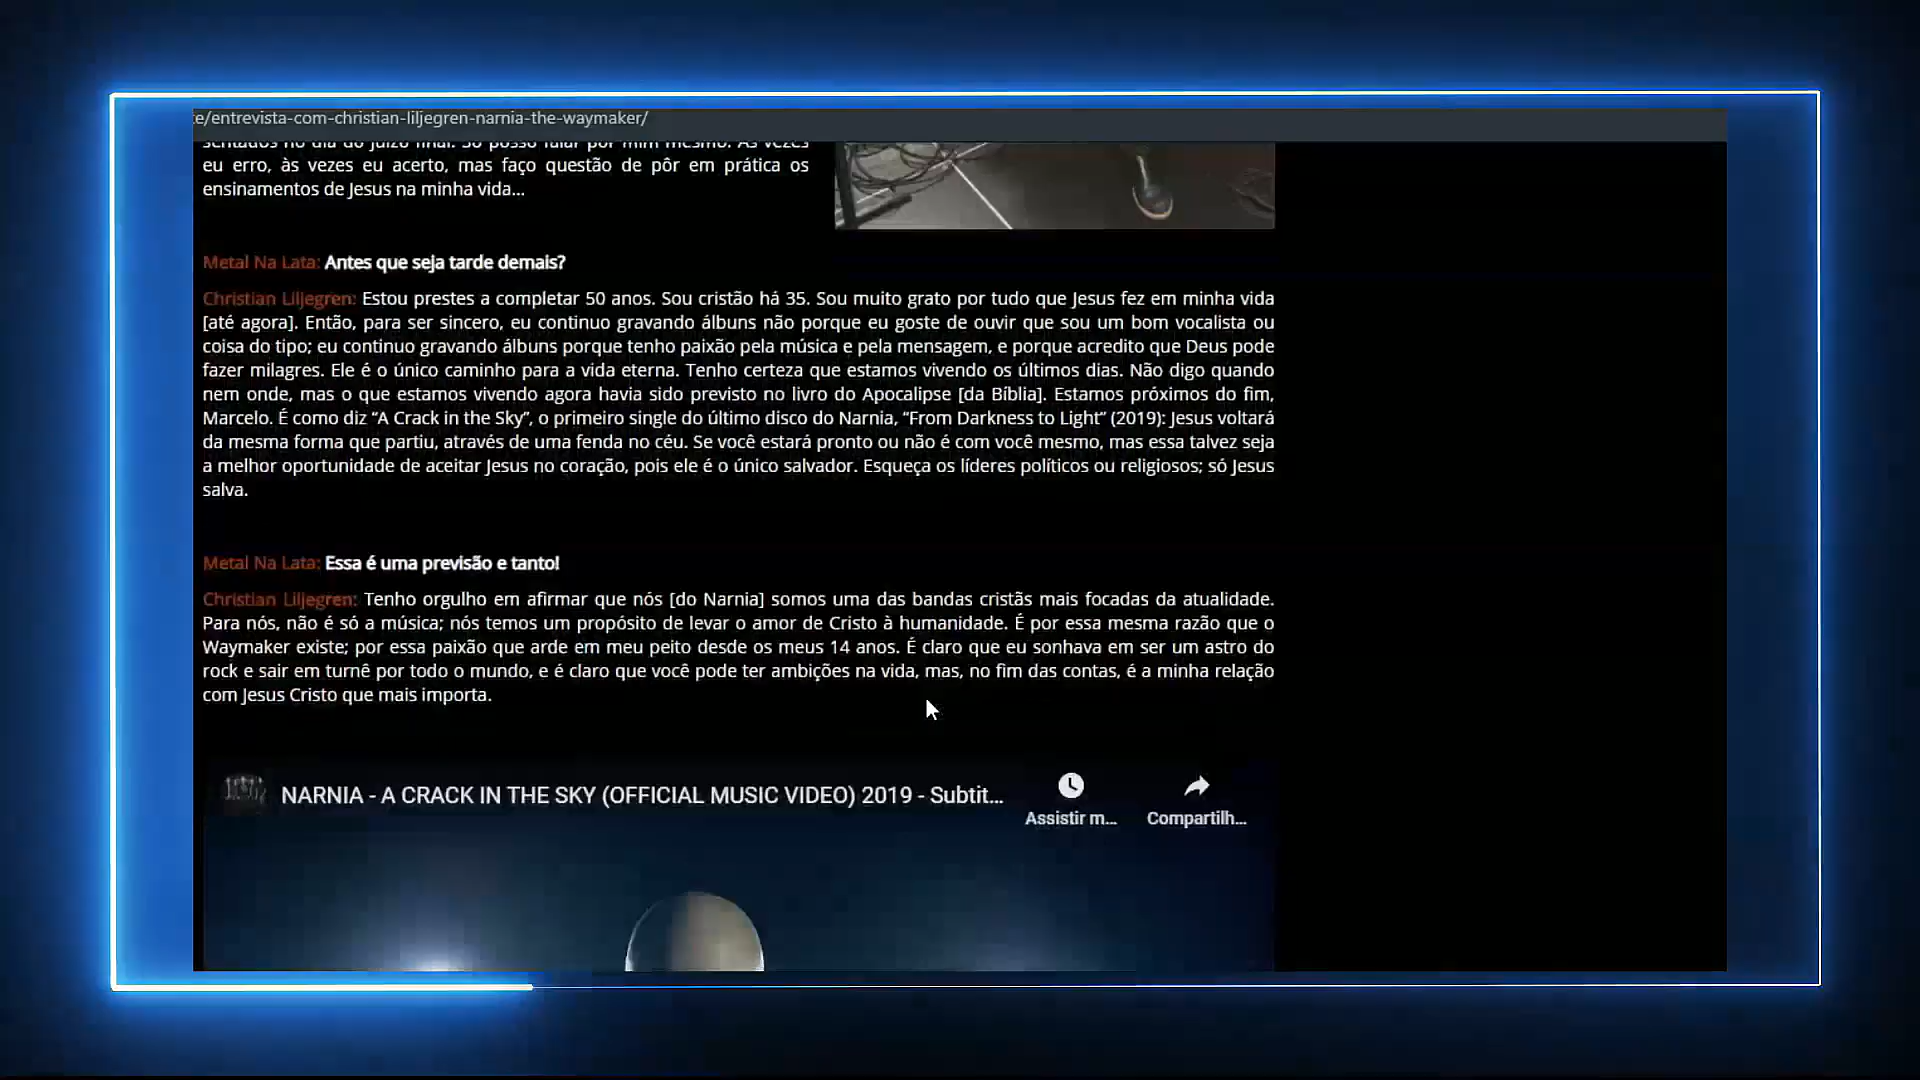 e/entrevista-com-christian-liljegren-narnia-the-waymaker/
sentados no dia do juízo final. Só posso falar por mim mesmo. Às vezes
eu erro, às vezes eu acerto, mas faço questão de pôr em prática os
ensinamentos de Jesus na minha vida...
Metal Na Lata: Antes que seja tarde demais?
Christian Liljegren: Estou prestes a completar 50 anos. Sou cristão há 35. Sou muito grato por tudo que Jesus fez em minha vida
[até agora]. Então, para ser sincero, eu continuo gravando álbuns não porque eu goste de ouvir que sou um bom vocalista ou
coisa do tipo; eu continuo gravando álbuns porque tenho paixão pela música e pela mensagem, e porque acredito que Deus pode
fazer milagres. Ele é o único caminho para a vida eterna. Tenho certeza que estamos vivendo os últimos dias. Não digo quando
nem onde, mas o que estamos vivendo agora havia sido previsto no livro do Apocalipse [da Bíblia]. Estamos próximos do fim,
Marcelo. É como diz “A Crack in the Sky”, o primeiro single do último disco do Narnia, “From Darkness to Light” (2019): Jesus voltará
da mesma forma que partiu, através de uma fenda no céu. Se você estará pronto ou não é com você mesmo, mas essa talvez seja
a melhor oportunidade de aceitar Jesus no coração, pois ele é o único salvador. Esqueça os líderes políticos ou religiosos; só Jesus
salva.
Metal Na Lata: Essa é uma previsão e tanto!
Christian Liljegren: Tenho orgulho em afirmar que nós [do Narnia] somos uma das bandas cristãs mais focadas da atualidade.
Para nós, não é só a música; nós temos um propósito de levar o amor de Cristo à humanidade. É por essa mesma razão que o
Waymaker existe; por essa paixão que arde em meu peito desde os meus 14 anos. É claro que eu sonhava em ser um astro do
rock e sair em turnê por todo o mundo, e é claro que você pode ter ambições na vida, mas, no fim das contas, é a minha relação
com Jesus Cristo que mais importa.
NARNIA - A CRACK IN THE SKY (OFFICIAL MUSIC VIDEO) 2019 - Subtit...
Assistir m...
Compartilh...